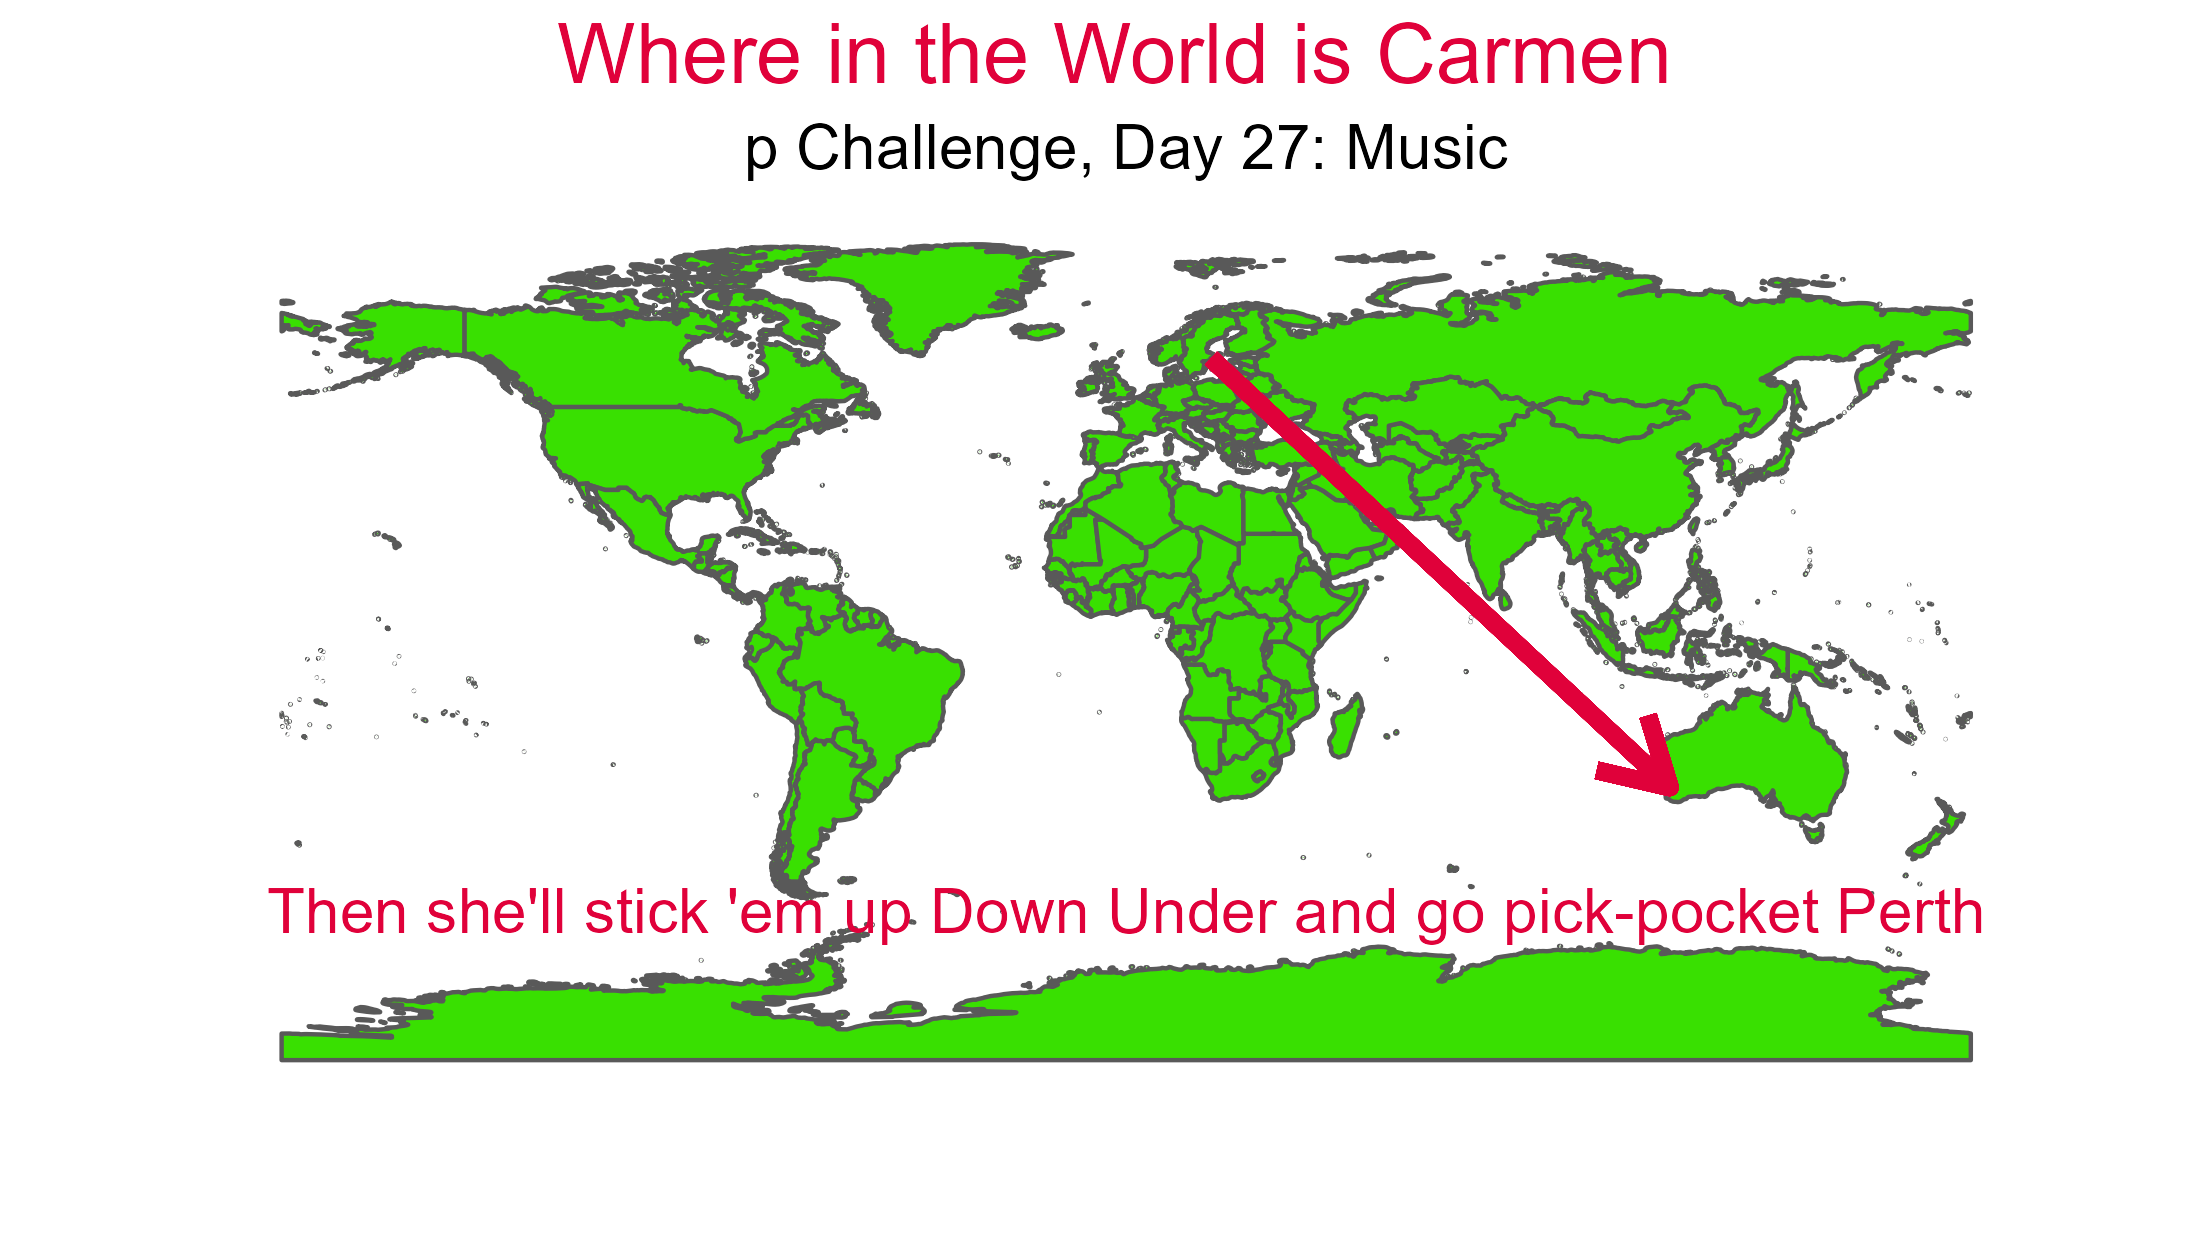 Where in the World is Carmen
p Challenge, Day 27: Music
Then she'll stick 'em up Down Under and go pick-pocket Perth